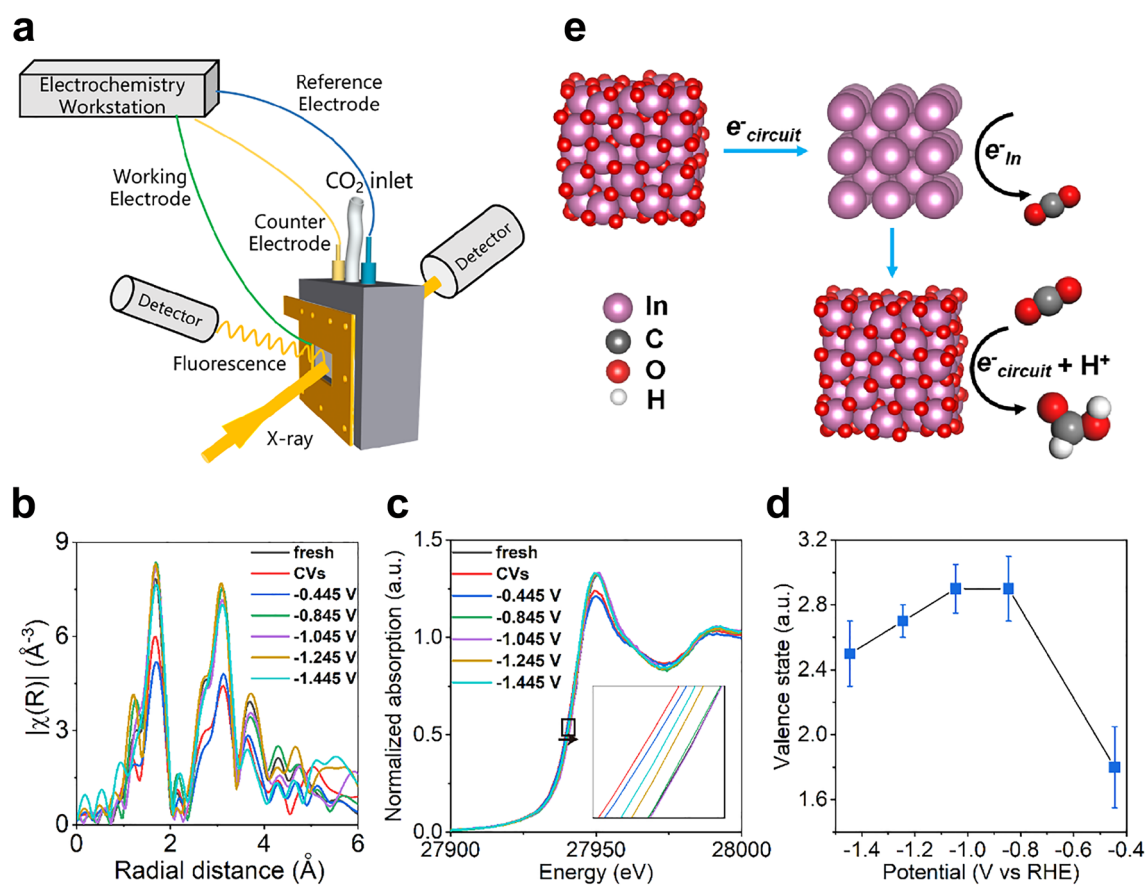 a
Electrochemistry
Workstation
Reference
Electrode
Working
Electrode
CO2 inlet
Counter
Electrode
Detector
Detector
Fluorescence
X-ray
e
e-circuit
e-In
In
C
O
H
e-circuit + H+
b
9
6
3
0
|χ(R)| (Å-3)
fresh
CVs
-0.445 V
-0.845 V
-1.045 V
-1.245 V
-1.445 V
0
1
2
3
4
5
6
Radial distance (Å)
c
1.5
1.0
0.5
0.0
Normalized absorption (a.u.)
fresh
CVs
-0.445 V
-0.845 V
-1.045 V
-1.245 V
-1.445 V
27900
27950
28000
Energy (eV)
d
3.2
2.8
2.4
2.0
1.6
Valence state (a.u.)
-1.4
-1.2
-1.0
-0.8
-0.6
-0.4
Potential (V vs RHE)